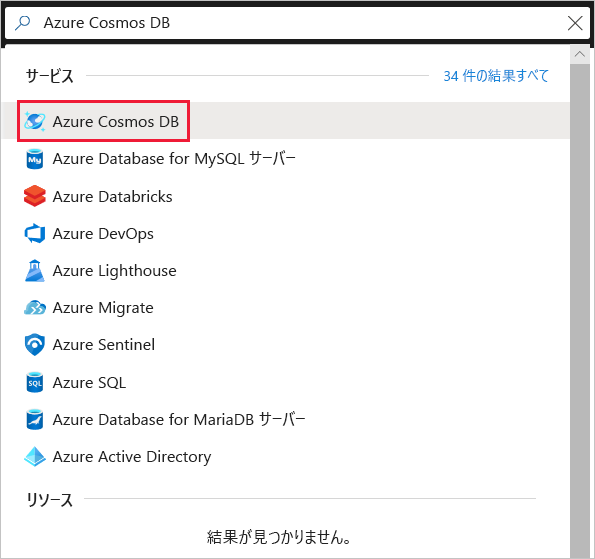 Azure Cosmos DB
サービス
34 件の結果すべて
Azure Cosmos DB
My
Azure Database for MySQL サーバー
Azure Databricks
Azure DevOps
Azure Lighthouse
Azure Migrate
Azure Sentinel
SQL
Azure SQL
Azure Database for MariaDB サーバー
Azure Active Directory
リソース
結果が見つかりません。